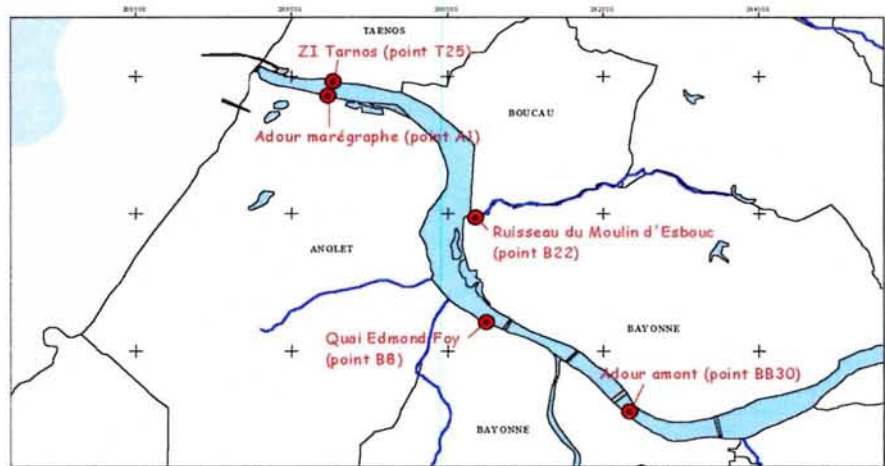 TARNOS
ZI Tarnos (point T25)
BOUCAU
Adour marégraphe (point A1)
Ruisseau du Moulin d'Esbouc
(point B22)
ANGLET
Quai Edmond Foy
(point B8)
BAYONNE
Adour amont (point BB30)
BAYONNE